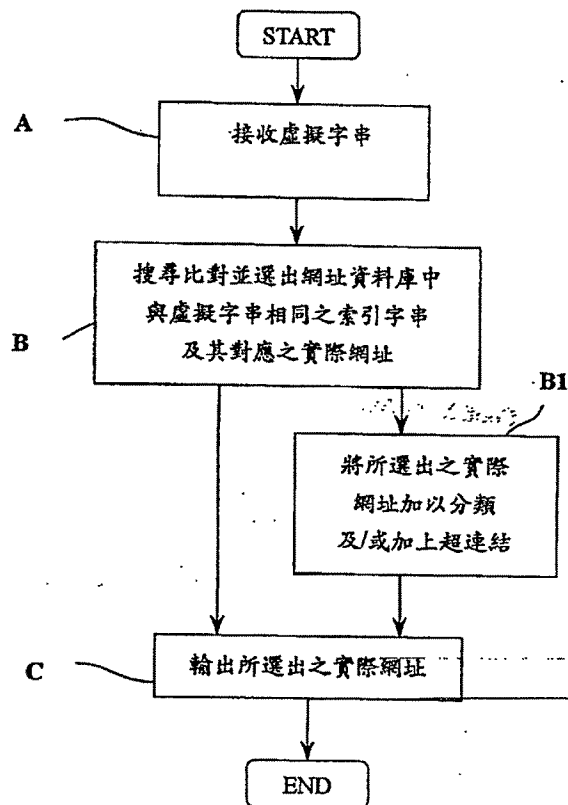 START
A
接收虛擬字串
搜尋比對並選出網址資料庫中
與虛擬字串相同之索引字串
及其對應之實際網址
B
B1
將所選出之實際
網址加以分類
及/或加上超連結
輸出所選出之實際網址
C
END